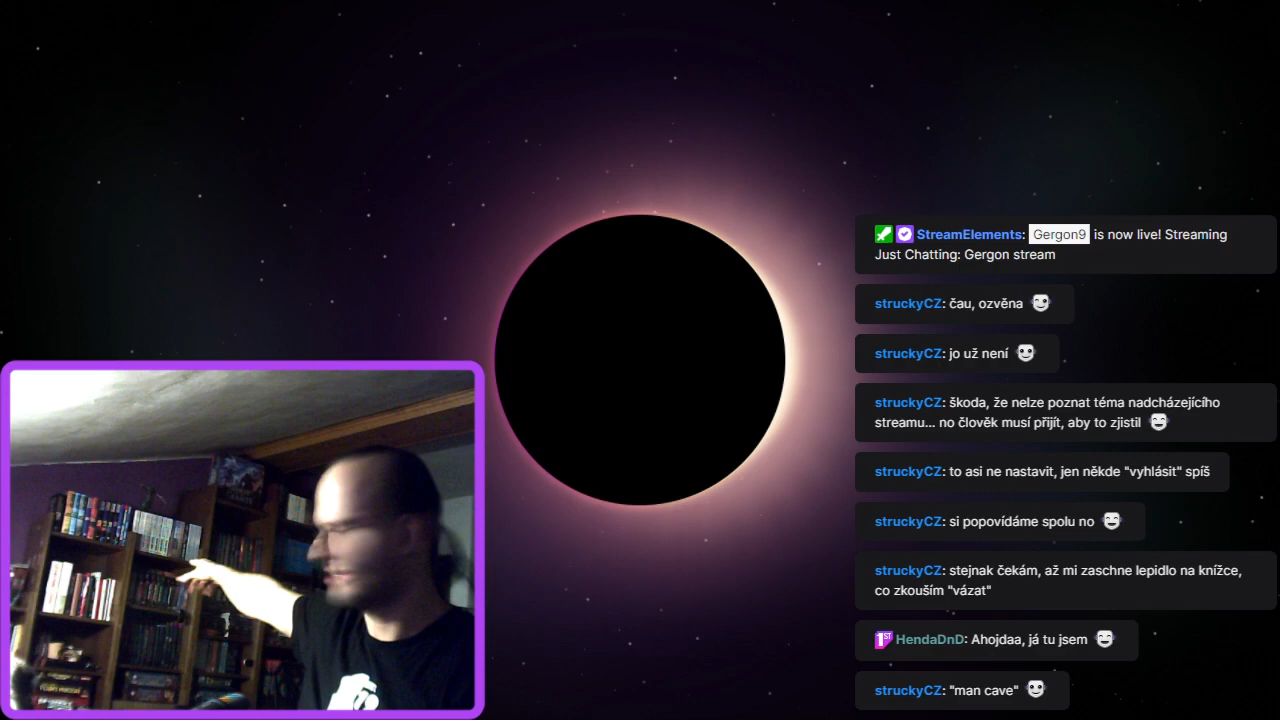 StreamElements: Gergon9 is now live! Streaming
Just Chatting: Gergon stream
struckyCZ: čau, ozvěna
struckyCZ: jo už není
struckyCZ: škoda, že nelze poznat téma nadcházejícího
streamu... no člověk musí přijít, aby to zjistil
struckyCZ: to asi ne nastavit, jen někde "vyhlásit" spíš
struckyCZ: si popovídáme spolu no
struckyCZ: stejnak čekám, až mi zaschne lepidlo na knížce,
co zkouším "vázat"
1ST HendaDnD: Ahojdaa, já tu jsem
struckyCZ: "man cave"